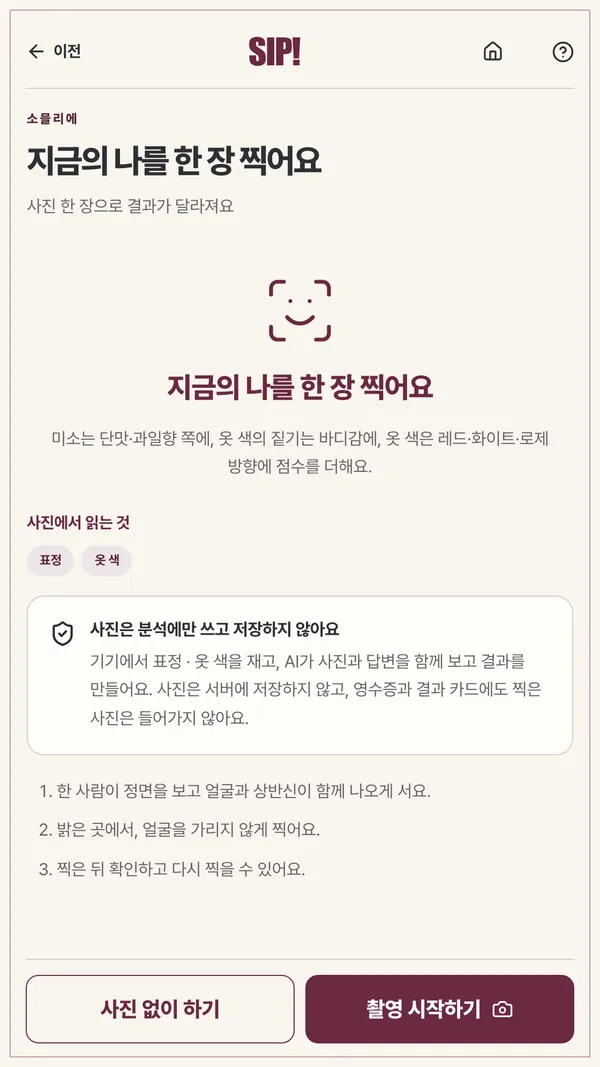 이전
SIP!
소믈리에
지금의 나를 한 장 찍어요
사진 한 장으로 결과가 달라져요
지금의 나를 한 장 찍어요
미소는 단맛·과일향 쪽에, 옷 색의 짙기는 바디감에, 옷 색은 레드·화이트·로제
방향에 점수를 더해요.
사진에서 읽는 것
표정
옷 색
사진은 분석에만 쓰고 저장하지 않아요
기기에서 표정 · 옷 색을 재고, AI가 사진과 답변을 함께 보고 결과를
만들어요. 사진은 서버에 저장하지 않고, 영수증과 결과 카드에도 찍은
사진은 들어가지 않아요.
1. 한 사람이 정면을 보고 얼굴과 상반신이 함께 나오게 서요.
2. 밝은 곳에서, 얼굴을 가리지 않게 찍어요.
3. 찍은 뒤 확인하고 다시 찍을 수 있어요.
사진 없이 하기
촬영 시작하기